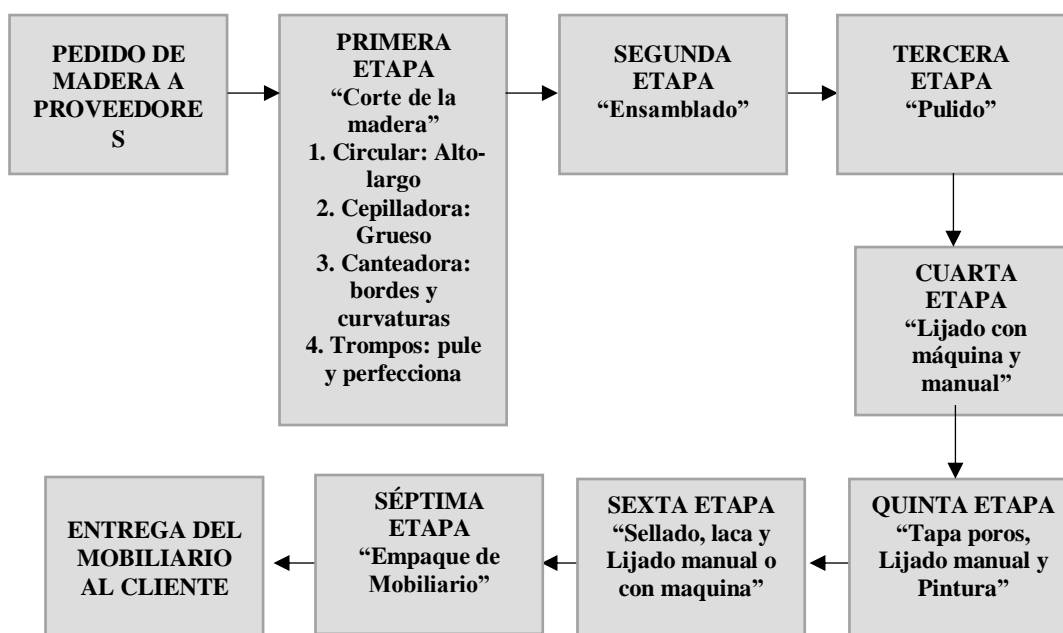 PEDIDO DE
MADERA A
PROVEEDORE
S
PRIMERA
ETAPA
“Corte de la
madera”
1. Circular: Alto-
largo
2. Cepilladora:
Grueso
3. Canteadora:
bordes y
curvaturas
4. Trompos: pule
y perfecciona
SEGUNDA
ETAPA
“Ensamblado”
TERCERA
ETAPA
“Pulido”
CUARTA
ETAPA
“Lijado con
máquina y
manual”
QUINTA ETAPA
“Tapa poros,
Lijado manual y
Pintura”
SEXTA ETAPA
“Sellado, laca y
Lijado manual o
con maquina”
SÉPTIMA
ETAPA
“Empaque de
Mobiliario”
ENTREGA DEL
MOBILIARIO
AL CLIENTE